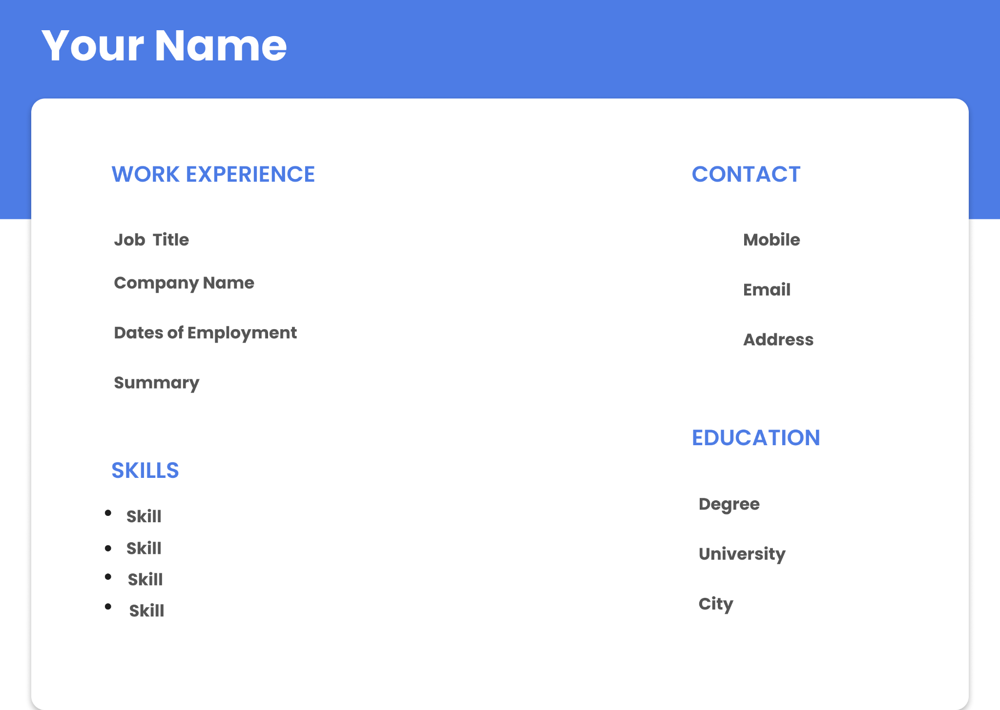 Your Name
WORK EXPERIENCE
Job  Title
Company Name
Dates of Employment
Summary
SKILLS
• Skill
• Skill
• Skill
• Skill
CONTACT
Mobile
Email
Address
EDUCATION
Degree
University
City